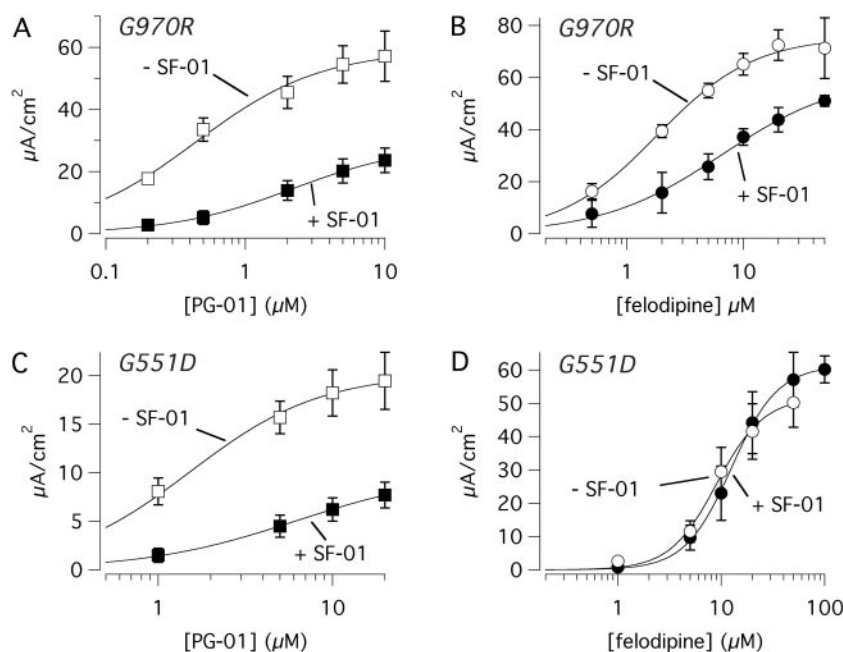 A
G970R
60
- SF-01
40
µA/cm²
20
+ SF-01
0
0.1
1
10
[PG-01] (µM)
B
G970R
80
- SF-01
60
µA/cm²
40
20
+ SF-01
0
1
10
[felodipine] µM
C
G551D
20
- SF-01
15
µA/cm²
10
5
+ SF-01
0
1
10
[PG-01] (µM)
D
G551D
60
50
40
µA/cm²
30
- SF-01
+ SF-01
20
10
0
1
10
100
[felodipine] (µM)